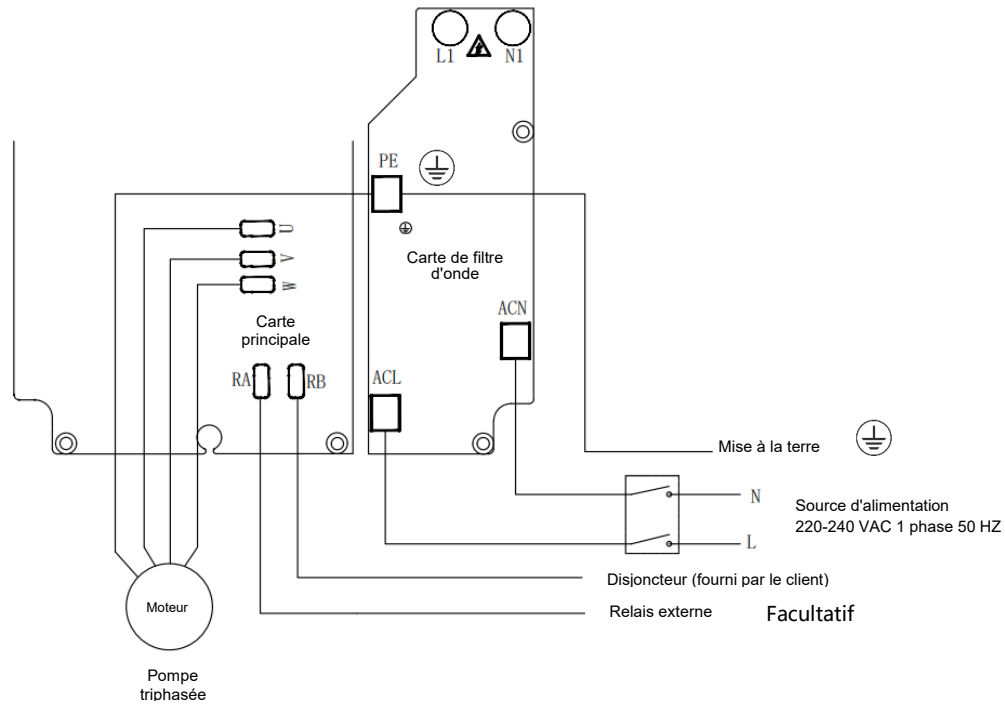 L1 N1
PE
U
V
W
Carte de filtre
d'onde
ACN
Carte
principale
RA RB
ACL
Mise à la terre
N
Source d'alimentation
220-240 VAC 1 phase 50 HZ
L
Disjoncteur (fourni par le client)
Moteur
Relais externe Facultatif
Pompe
triphasée